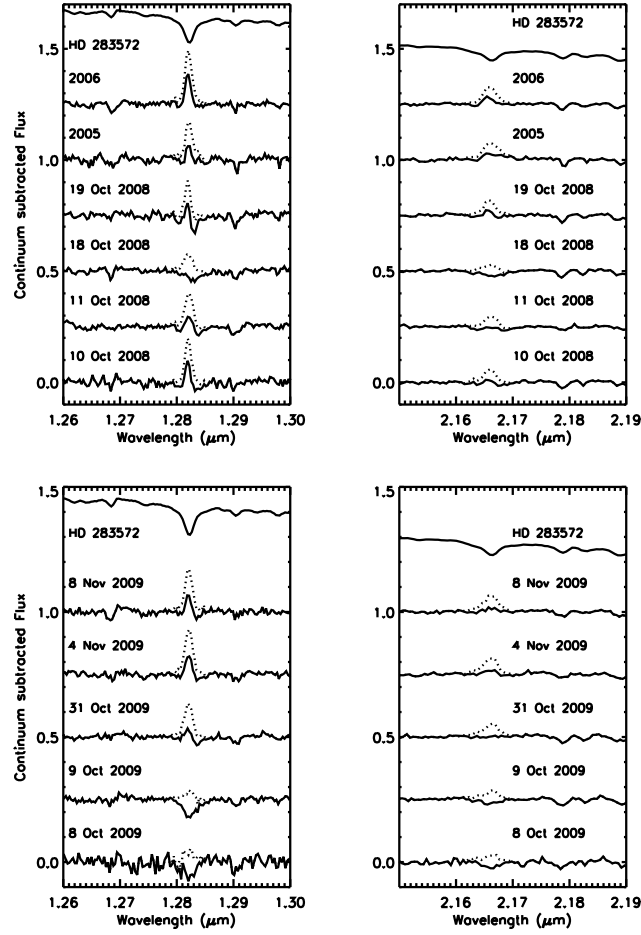 1.5
HD 283572
2006
2005
1.0
19 Oct 2008
18 Oct 2008
0.5
11 Oct 2008
10 Oct 2008
0.0
Continuum subtracted Flux
1.26 1.27 1.28 1.29 1.30
Wavelength (μm)
HD 283572
1.5
2006
2005
1.0
19 Oct 2008
18 Oct 2008
0.5
11 Oct 2008
10 Oct 2008
0.0
2.16 2.17 2.18 2.19
Wavelength (μm)
1.5
HD 283572
8 Nov 2009
1.0
4 Nov 2009
31 Oct 2009
0.5
9 Oct 2009
8 Oct 2009
0.0
Continuum subtracted Flux
1.26 1.27 1.28 1.29 1.30
Wavelength (μm)
1.5
HD 283572
8 Nov 2009
1.0
4 Nov 2009
31 Oct 2009
0.5
9 Oct 2009
8 Oct 2009
0.0
2.16 2.17 2.18 2.19
Wavelength (μm)